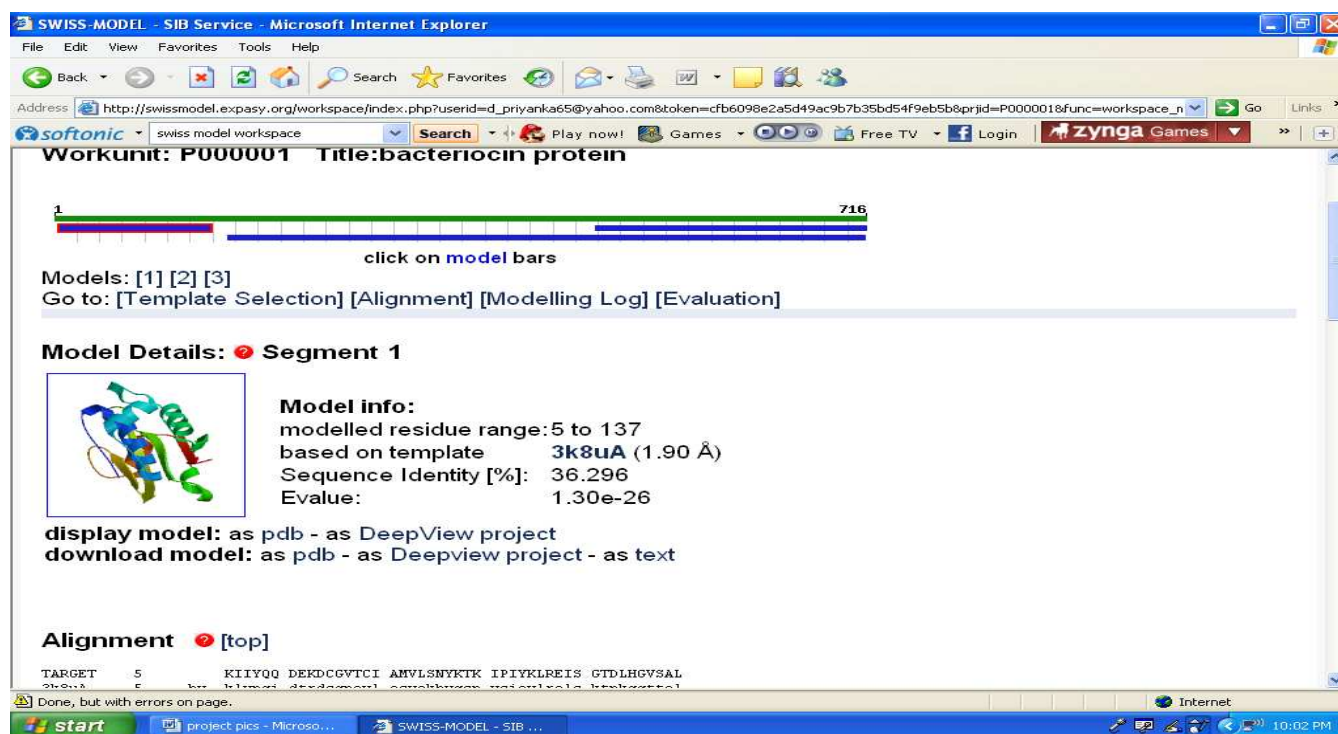 SWISS-MODEL - SIB Service - Microsoft Internet Explorer
File Edit View Favorites Tools Help
Back Search Favorites
Address http://swissmodel.expasy.org/workspace/index.php?userid=d_priyanka65@yahoo.com&token=cfb6098e2a5d49ac9b7b35bd54f9eb5b&prjid=P000001&func=workspace_n Go Links »
softonic swiss model workspace Search Play now! Games Free TV Login zynga Games »
Workunit: P000001 Title:bacteriocin protein
1 716
click on model bars
Models: [1] [2] [3]
Go to: [Template Selection] [Alignment] [Modelling Log] [Evaluation]
Model Details: ? Segment 1
Model info:
modelled residue range: 5 to 137
based on template 3k8uA (1.90 Å)
Sequence Identity [%]: 36.296
Evalue: 1.30e-26
display model: as pdb - as DeepView project
download model: as pdb - as Deepview project - as text
Alignment ? [top]
TARGET 5 KIIYQQ DEKDCGVTCI AMVLSNYKTK IPIYKLREIS GTDLHGVSAL
Done, but with errors on page. Internet
start project pics - Microso... SWISS-MODEL - SIB ... 10:02 PM